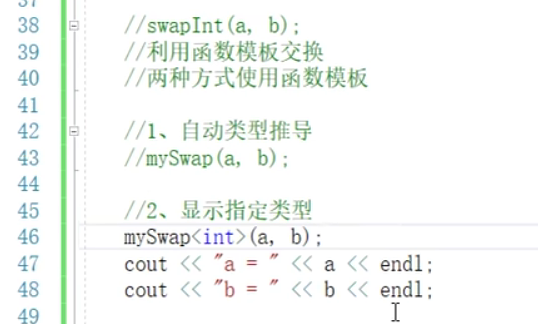 37
38 //swapInt(a, b);
39 //利用函数模板交换
40 //两种方式使用函数模板
41
42 //1、自动类型推导
43 //mySwap(a, b);
44
45 //2、显示指定类型
46 mySwap<int>(a, b);
47 cout << "a = " << a << endl;
48 cout << "b = " << b << endl;
49